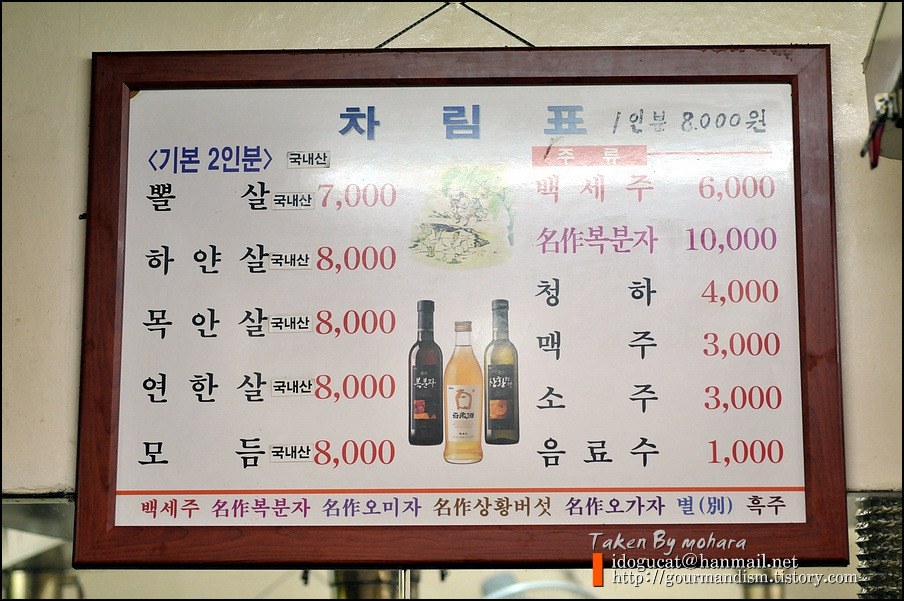 차림표 1인분 8.000원
<기본 2인분> 국내산
뽈살 국내산 7,000
하얀살 국내산 8,000
목안살 국내산 8,000
연한살 국내산 8,000
모듬 국내산 8,000
주류
백세주 6,000
名作복분자 10,000
청하 4,000
맥주 3,000
소주 3,000
음료수 1,000
복분자
상황
백세주 名作복분자 名作오미자 名作상황버섯 名作오가자 별(別) 흑주
Taken By mohara
idogucat@hanmail.net
http://gourmandism.tistory.com